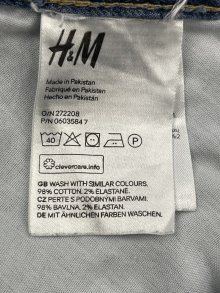 H&M
Made in Pakistan
Fabriqué en Pakistan
Hecho en Pakistán
O/N 272208
P/N 0603584 7
40
P
clevercare.info
GB WASH WITH SIMILAR COLOURS.
98% COTTON. 2% ELASTANE.
CZ PERTE S PODOBNÝMI BARVAMI.
98% BAVLNA. 2% ELASTAN.
DE MIT ÄHNLICHEN FARBEN WASCHEN.